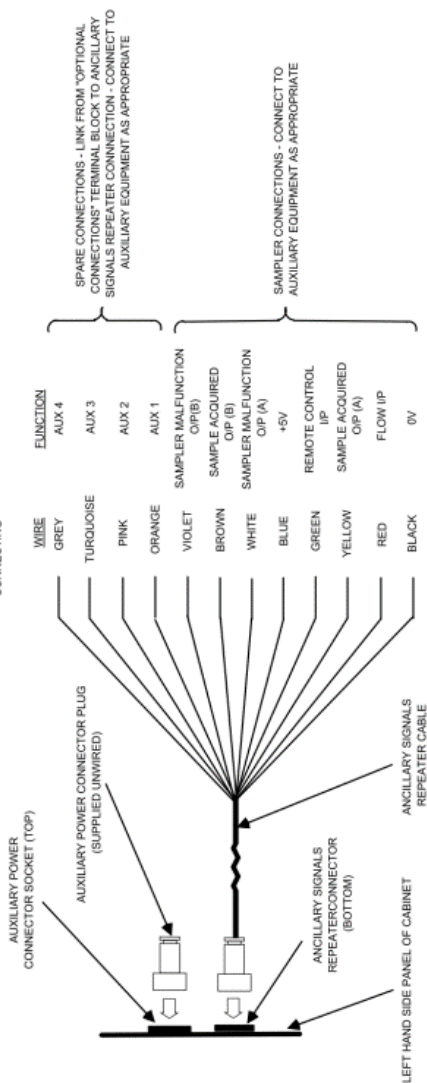 AUXILIARY POWER
CONNECTOR SOCKET (TOP)
AUXILIARY POWER CONNECTOR PLUG
(SUPPLIED UNWIRED)
WIRE FUNCTION
GREY AUX 4
TURQUOISE AUX 3
PINK AUX 2
ORANGE AUX 1
VIOLET SAMPLER MALFUNCTION
O/P(B)
BROWN SAMPLE ACQUIRED
O/P (B)
WHITE SAMPLER MALFUNCTION
O/P (A)
BLUE +5V
GREEN REMOTE CONTROL
I/P
YELLOW SAMPLE ACQUIRED
O/P (A)
RED FLOW I/P
BLACK 0V
SPARE CONNECTIONS - LINK FROM "OPTIONAL
CONNECTIONS" TERMINAL BLOCK TO ANCILLARY
SIGNALS REPEATER CONNNECTION - CONNECT TO
AUXILIARY EQUIPMENT AS APPROPRIATE
SAMPLER CONNECTIONS - CONNECT TO
AUXILIARY EQUIPMENT AS APPROPRIATE
ANCILLARY SIGNALS
REPEATERCONNECTOR
(BOTTOM)
ANCILLARY SIGNALS
REPEATER CABLE
LEFT HAND SIDE PANEL OF CABINET